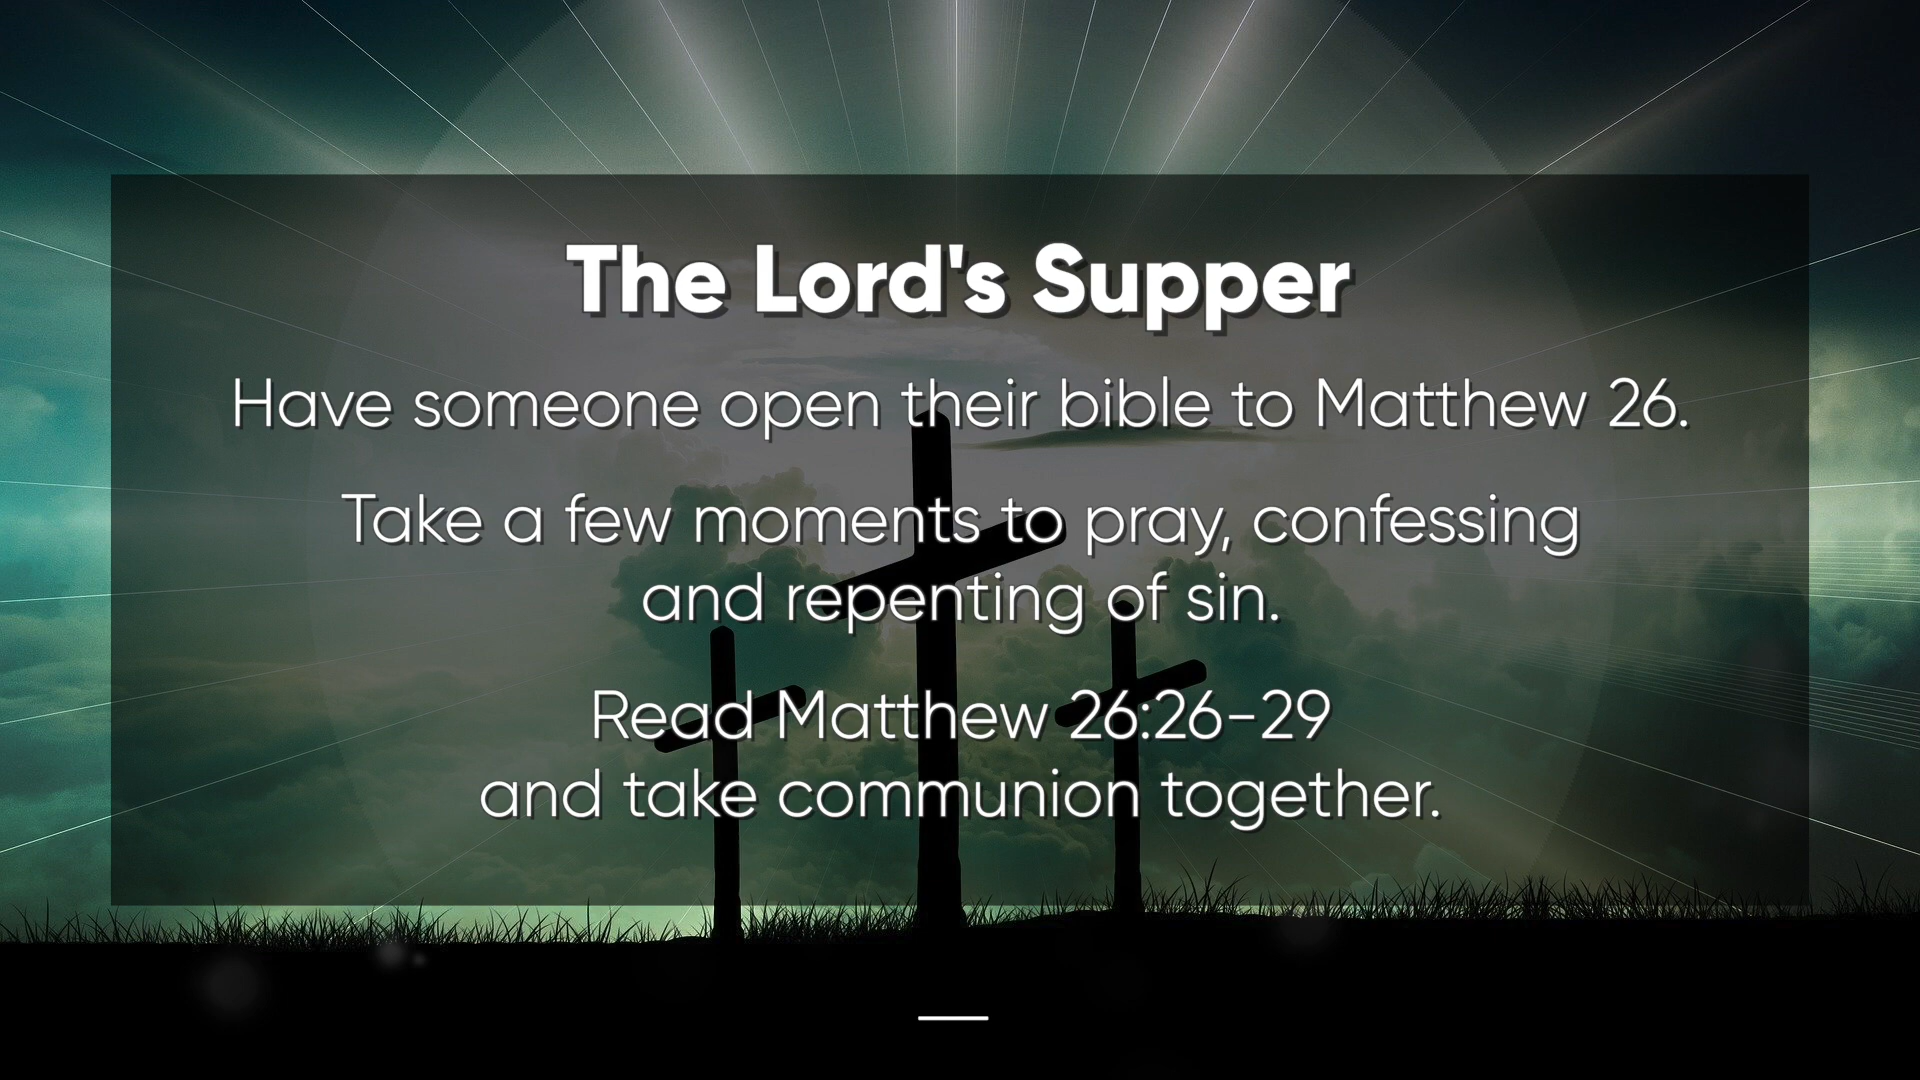 The Lord's Supper
Have someone open their bible to Matthew 26.
Take a few moments to pray, confessing
and repenting of sin.
Read Matthew 26:26-29
and take communion together.